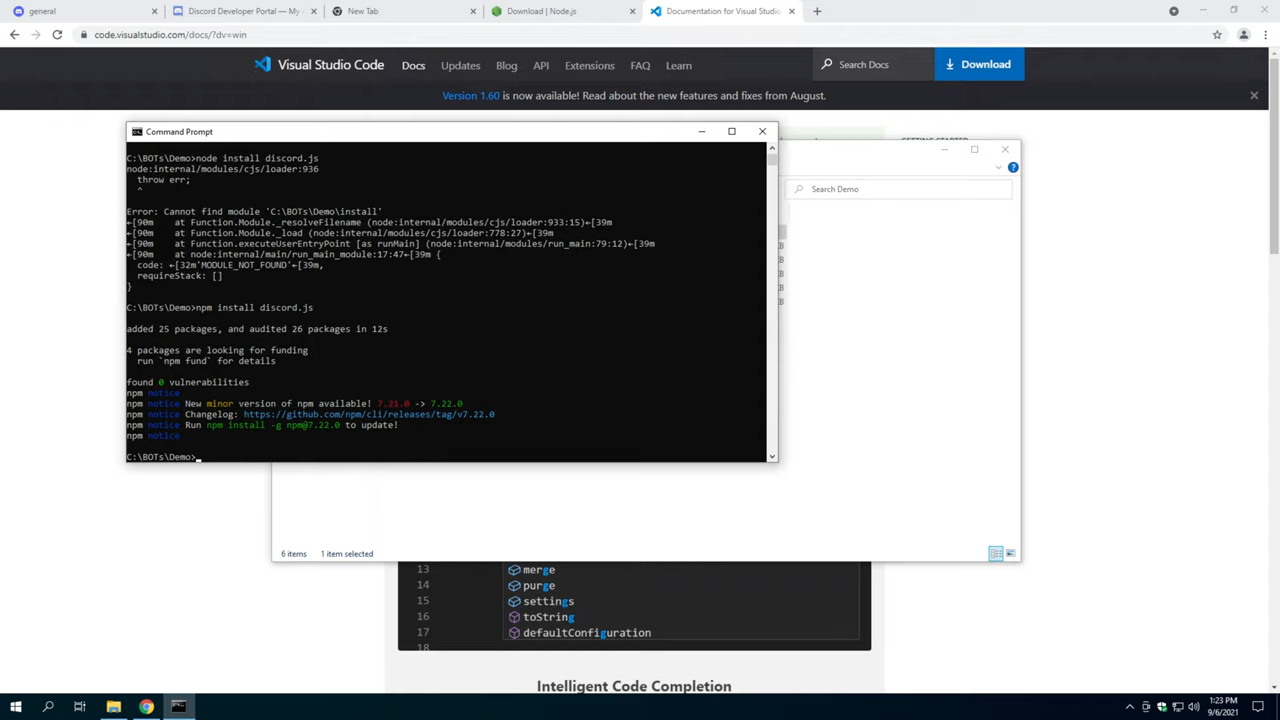 general
Discord Developer Portal — My
New Tab
Download | Node.js
Documentation for Visual Studio
code.visualstudio.com/docs/?dv=win
Visual Studio Code
Docs
Updates
Blog
API
Extensions
FAQ
Learn
Search Docs
Download
Version 1.60 is now available! Read about the new features and fixes from August.
Command Prompt
C:\BOTs\Demo>node install discord.js
node:internal/modules/cjs/loader:936
throw err;
^
Error: Cannot find module 'C:\BOTs\Demo\install'
←[90m    at Function.Module._resolveFilename (node:internal/modules/cjs/loader:933:15)←[39m
←[90m    at Function.Module._load (node:internal/modules/cjs/loader:778:27)←[39m
←[90m    at Function.executeUserEntryPoint [as runMain] (node:internal/modules/run_main:79:12)←[39m
←[90m    at node:internal/main/run_main_module:17:47←[39m {
code: ←[32m'MODULE_NOT_FOUND'←[39m,
requireStack: []
}
C:\BOTs\Demo>npm install discord.js
added 25 packages, and audited 26 packages in 12s
4 packages are looking for funding
run `npm fund` for details
found 0 vulnerabilities
npm notice
npm notice New minor version of npm available! 7.21.0 -> 7.22.0
npm notice Changelog: https://github.com/npm/cli/releases/tag/v7.22.0
npm notice Run npm install -g npm@7.22.0 to update!
npm notice
C:\BOTs\Demo>
Search Demo
6 items
1 item selected
13 merge
14 purge
15 settings
16 toString
17 defaultConfiguration
18
Intelligent Code Completion
1:23 PM
9/6/2021